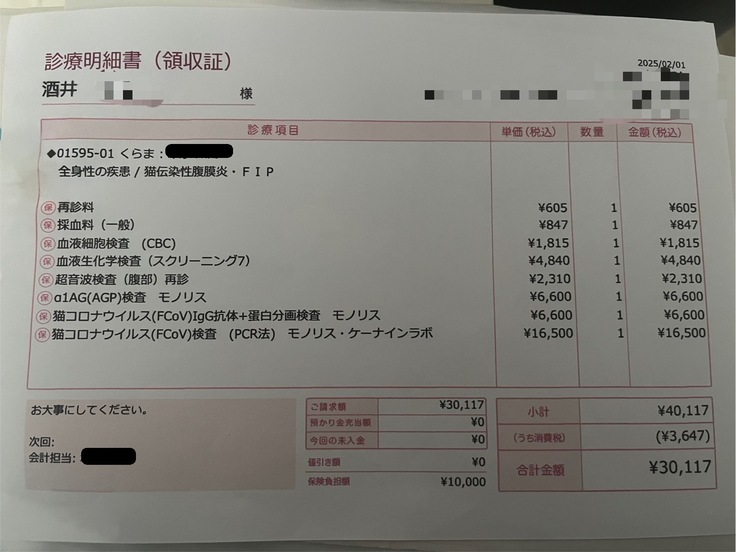 診療明細書（領収証）
2025/02/01
酒井 様
診療項目 単価(税込) 数量 金額(税込)
◆01595-01 くらま：
全身性の疾患 / 猫伝染性腹膜炎・ＦＩＰ
保 再診料 ¥605 1 ¥605
保 採血料（一般） ¥847 1 ¥847
保 血液細胞検査　(CBC) ¥1,815 1 ¥1,815
保 血液生化学検査（スクリーニング7） ¥4,840 1 ¥4,840
保 超音波検査（腹部）再診 ¥2,310 1 ¥2,310
保 α1AG(AGP)検査　モノリス ¥6,600 1 ¥6,600
保 猫コロナウイルス(FCoV)IgG抗体+蛋白分画検査　モノリス ¥6,600 1 ¥6,600
保 猫コロナウイルス(FCoV)検査　(PCR法)　モノリス・ケーナインラボ ¥16,500 1 ¥16,500
お大事にしてください。
次回:
会計担当:
ご請求額 ¥30,117
預かり金充当額 ¥0
今回の未入金 ¥0
値引き額 ¥0
保険負担額 ¥10,000
小計 ¥40,117
(うち消費税) (¥3,647)
合計金額 ¥30,117